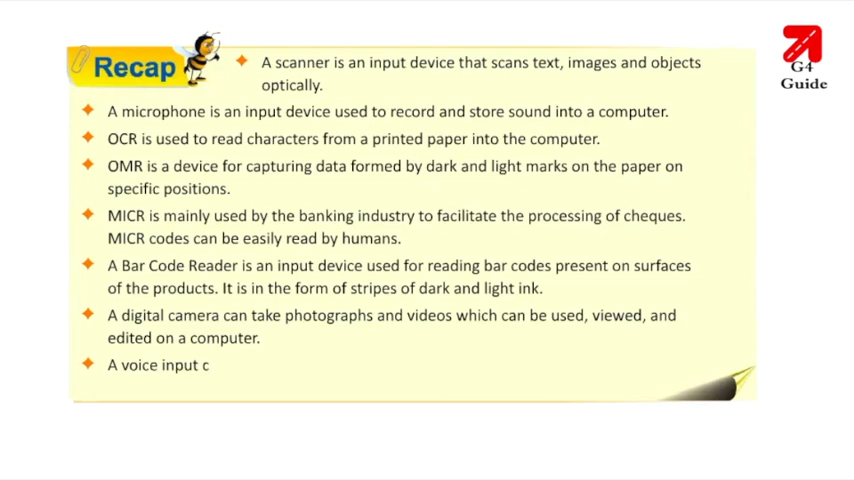 Recap
A scanner is an input device that scans text, images and objects
optically.
A microphone is an input device used to record and store sound into a computer.
OCR is used to read characters from a printed paper into the computer.
OMR is a device for capturing data formed by dark and light marks on the paper on
specific positions.
MICR is mainly used by the banking industry to facilitate the processing of cheques.
MICR codes can be easily read by humans.
A Bar Code Reader is an input device used for reading bar codes present on surfaces
of the products. It is in the form of stripes of dark and light ink.
A digital camera can take photographs and videos which can be used, viewed, and
edited on a computer.
A voice input c
G4
Guide